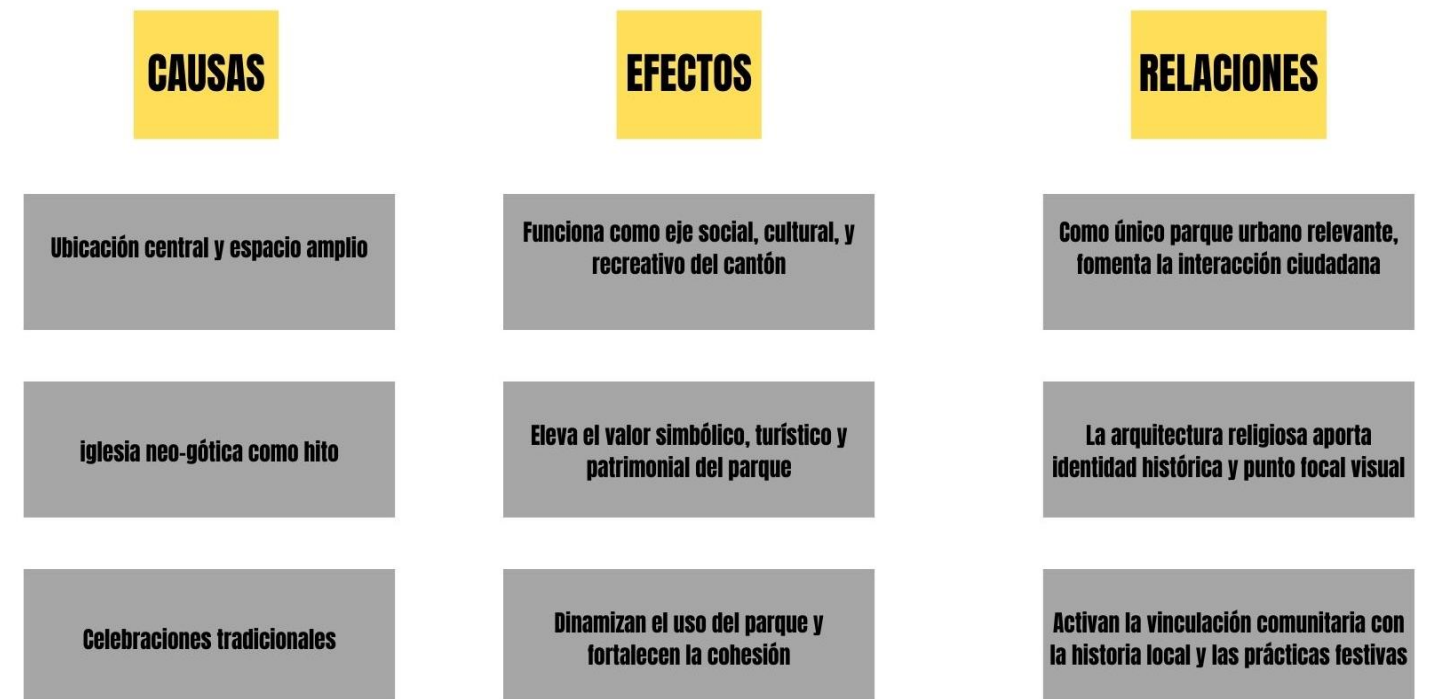 CAUSAS
EFECTOS
RELACIONES
Ubicación central y espacio amplio
Funciona como eje social, cultural, y
recreativo del cantón
Como único parque urbano relevante,
fomenta la interacción ciudadana
iglesia neo-gótica como hito
Eleva el valor simbólico, turístico y
patrimonial del parque
La arquitectura religiosa aporta
identidad histórica y punto focal visual
Celebraciones tradicionales
Dinamizan el uso del parque y
fortalecen la cohesión
Activan la vinculación comunitaria con
la historia local y las prácticas festivas